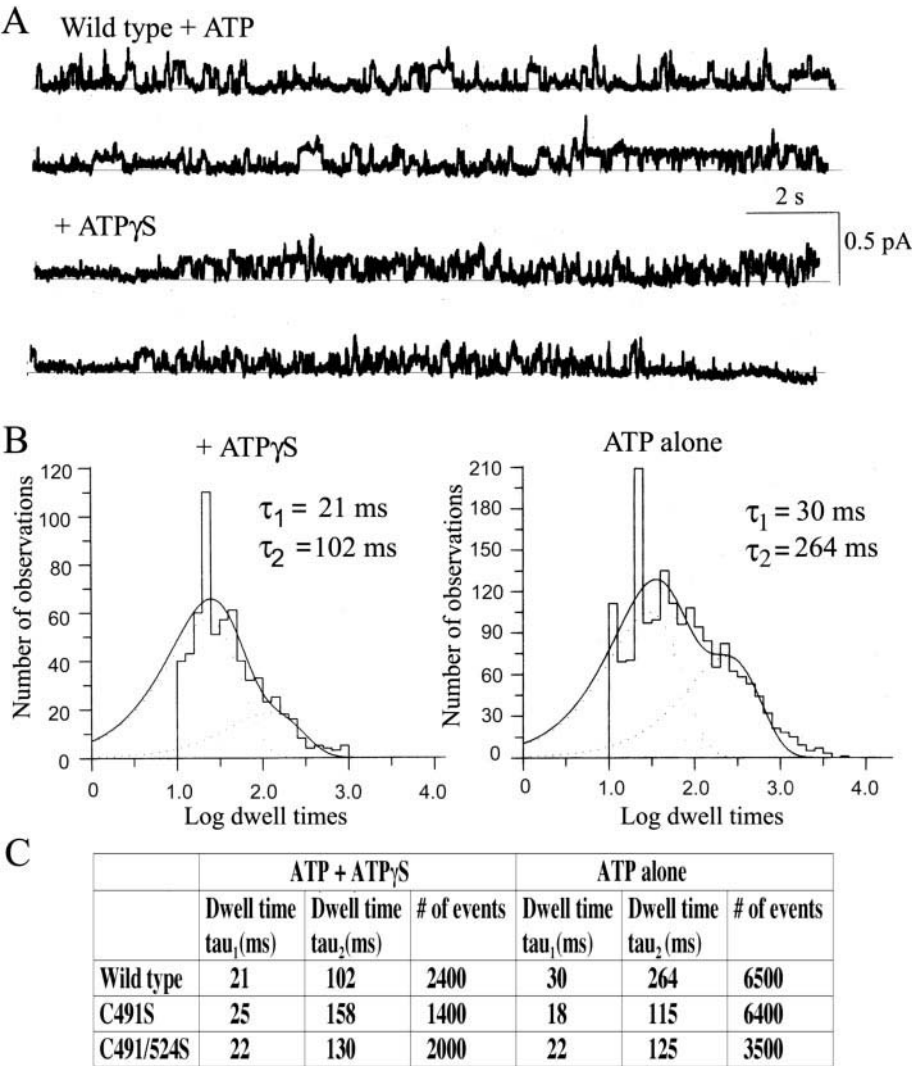 A
Wild type + ATP
2 s
+ ATPγS
0.5 pA
B
+ ATPγS
τ1 = 21 ms
τ2 =102 ms
Number of observations
120
100
80
60
40
20
0
0 1.0 2.0 3.0 4.0
Log dwell times
ATP alone
τ1 = 30 ms
τ2 = 264 ms
Number of observations
210
180
150
120
90
60
30
0
0 1.0 2.0 3.0 4.0
Log dwell times
C
ATP + ATPγS ATP alone
Dwell time tau1(ms) Dwell time tau2(ms) # of events Dwell time tau1(ms) Dwell time tau2(ms) # of events
Wild type 21 102 2400 30 264 6500
C491S 25 158 1400 18 115 6400
C491/524S 22 130 2000 22 125 3500